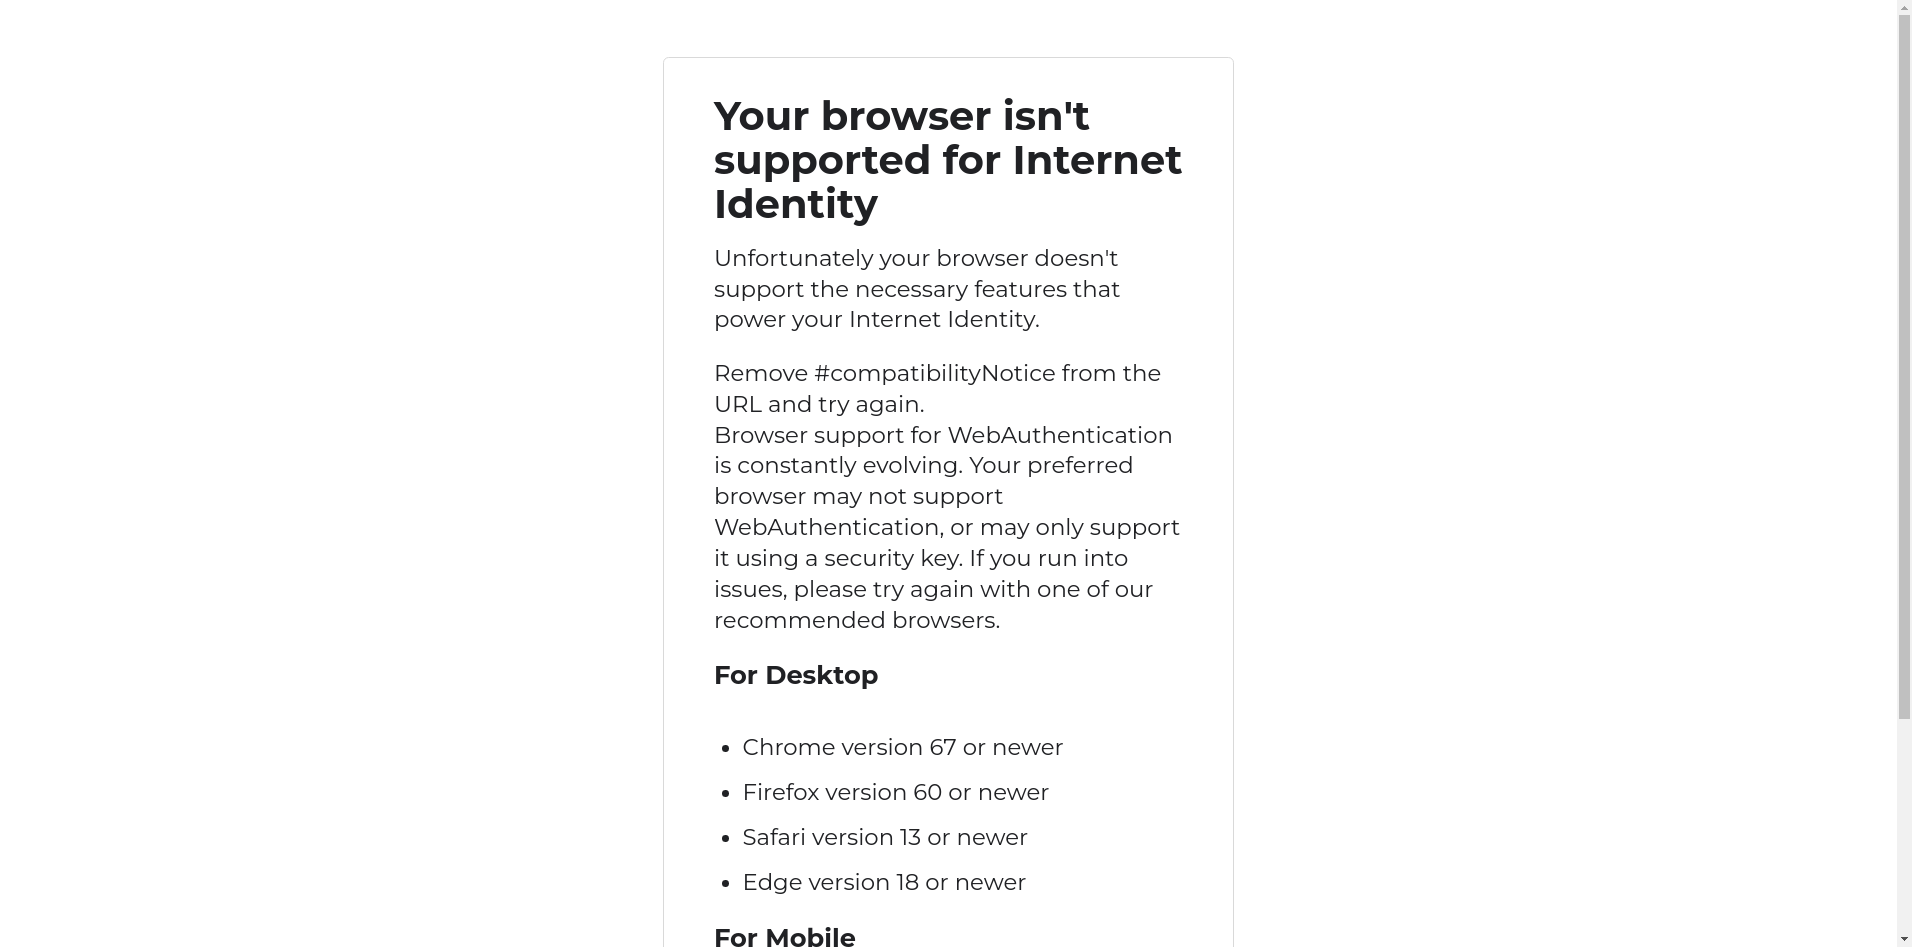 Your browser isn't
supported for Internet
Identity
Unfortunately your browser doesn't
support the necessary features that
power your Internet Identity.
Remove #compatibilityNotice from the
URL and try again.
Browser support for WebAuthentication
is constantly evolving. Your preferred
browser may not support
WebAuthentication, or may only support
it using a security key. If you run into
issues, please try again with one of our
recommended browsers.
For Desktop
• Chrome version 67 or newer
• Firefox version 60 or newer
• Safari version 13 or newer
• Edge version 18 or newer
For Mobile